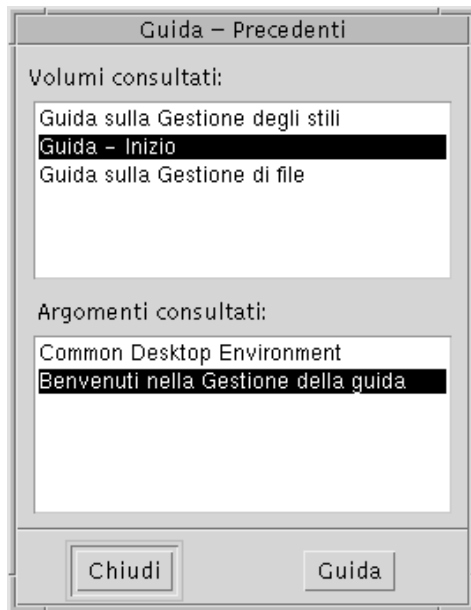 Guida – Precedenti
Volumi consultati:
Guida sulla Gestione degli stili
Guida – Inizio
Guida sulla Gestione di file
Argomenti consultati:
Common Desktop Environment
Benvenuti nella Gestione della guida
Chiudi
Guida